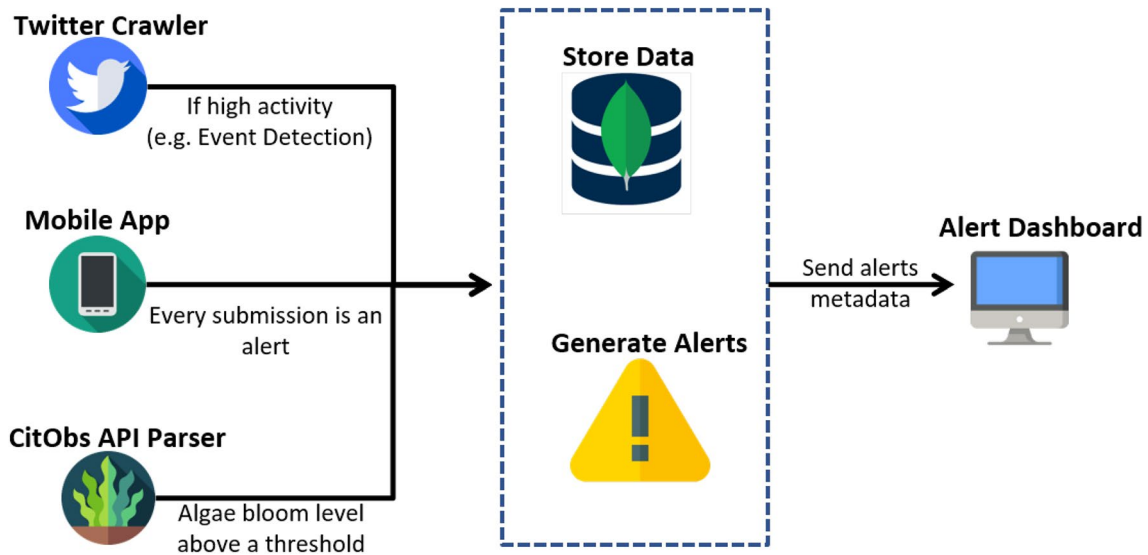 Twitter Crawler
If high activity
(e.g. Event Detection)
Mobile App
Every submission is an
alert
CitObs API Parser
Algae bloom level
above a threshold
Store Data
Generate Alerts
Send alerts
metadata
Alert Dashboard